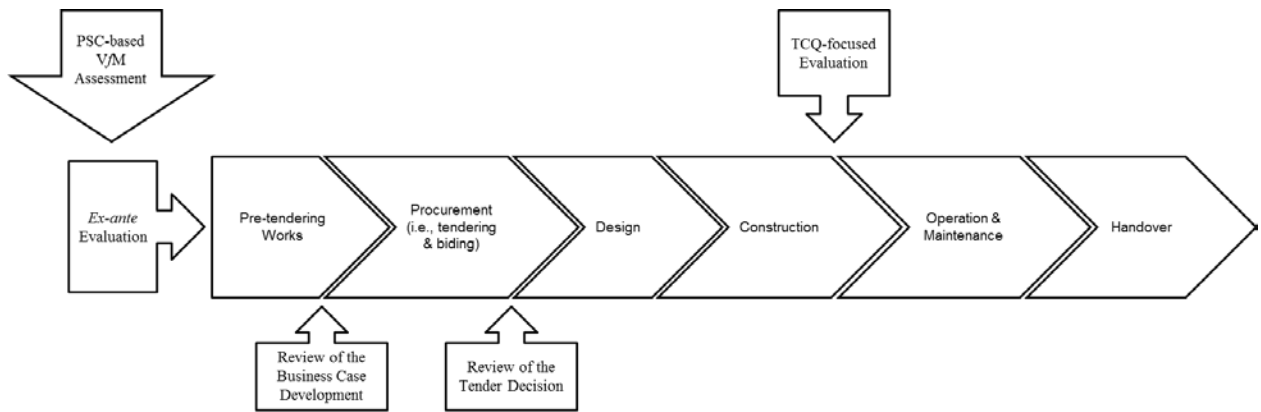 PSC-based
VfM
Assessment
TCQ-focused
Evaluation
Ex-ante
Evaluation
Pre-tendering
Works
Procurement
(i.e., tendering
& biding)
Design
Construction
Operation &
Maintenance
Handover
Review of the
Business Case
Development
Review of the
Tender Decision